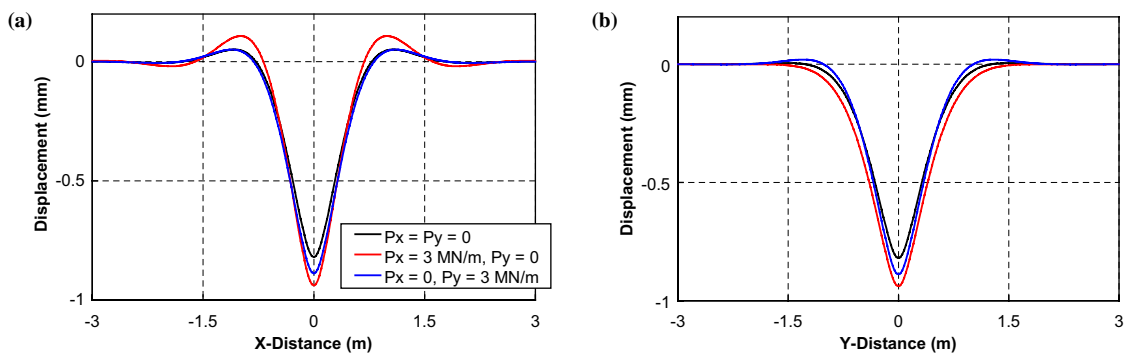 (a)
0
-0.5
-1
Displacement (mm)
-3
-1.5
0
1.5
3
X-Distance (m)
Px = Py = 0
Px = 3 MN/m, Py = 0
Px = 0, Py = 3 MN/m
(b)
0
-0.5
-1
Displacement (mm)
-3
-1.5
0
1.5
3
Y-Distance (m)